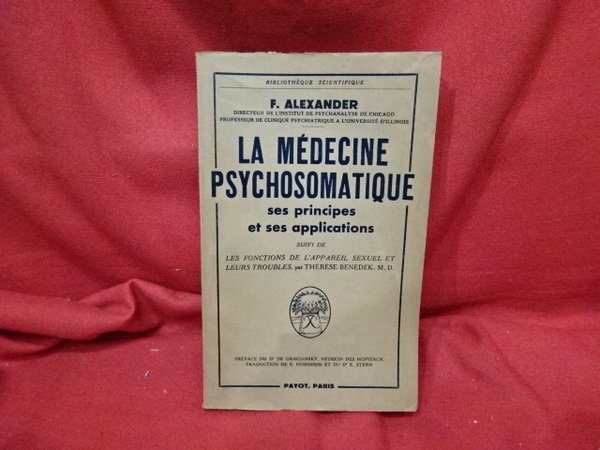 BIBLIOTHÈQUE SCIENTIFIQUE
F. ALEXANDER
DIRECTEUR DE L'INSTITUT DE PSYCHANALYSE DE CHICAGO
PROFESSEUR DE CLINIQUE PSYCHIATRIQUE A L'UNIVERSITÉ D'ILLINOIS
LA MÉDECINE
PSYCHOSOMATIQUE
ses principes
et ses applications
SUIVI DE
LES FONCTIONS DE L'APPAREIL SEXUEL ET
LEURS TROUBLES, par THÉRÈSE BENEDEK, M. D.
PRÉFACE DU Dr DE GRACIANSKY, MÉDECIN DES HOPITAUX
TRADUCTION DE S. HORINSON ET DU Dr E. STERN
PAYOT, PARIS